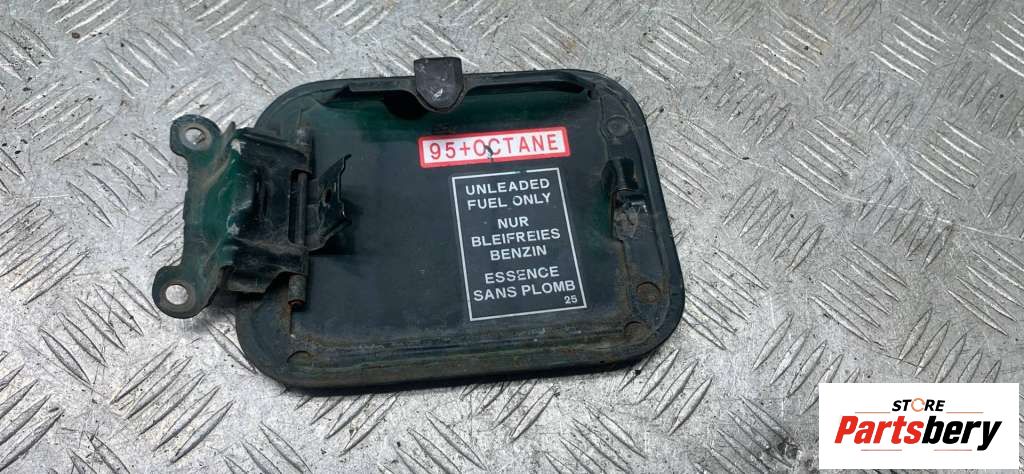 95+OCTANE
UNLEADED
FUEL ONLY
NUR
BLEIFREIES
BENZIN
ESSENCE
SANS PLOMB
25
STORE
Partsbery